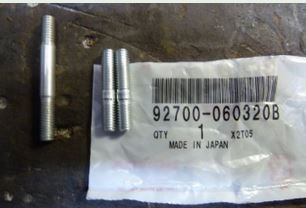 92700-060320B
QTY 1 X2T05
MADE IN JAPAN